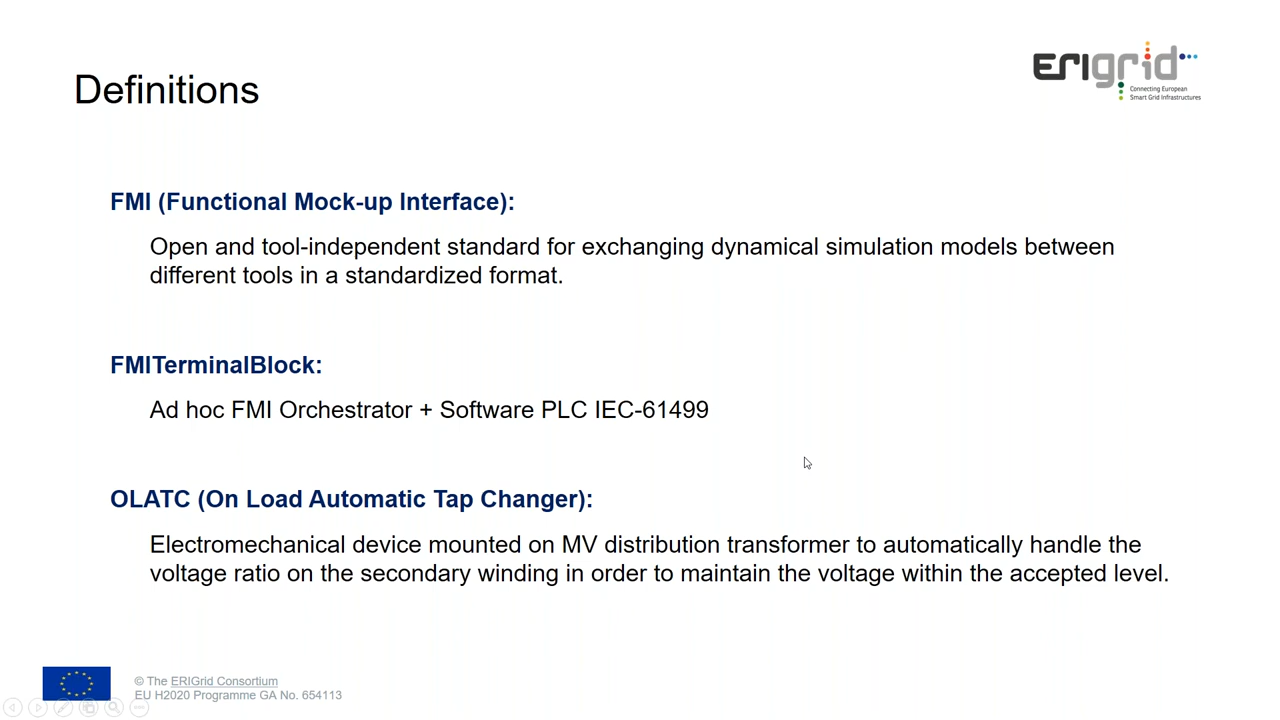 Definitions
ERIGrid
Connecting European
Smart Grid Infrastructures
FMI (Functional Mock-up Interface):
Open and tool-independent standard for exchanging dynamical simulation models between
different tools in a standardized format.
FMITerminalBlock:
Ad hoc FMI Orchestrator + Software PLC IEC-61499
OLATC (On Load Automatic Tap Changer):
Electromechanical device mounted on MV distribution transformer to automatically handle the
voltage ratio on the secondary winding in order to maintain the voltage within the accepted level.
© The ERIGrid Consortium
EU H2020 Programme GA No. 654113